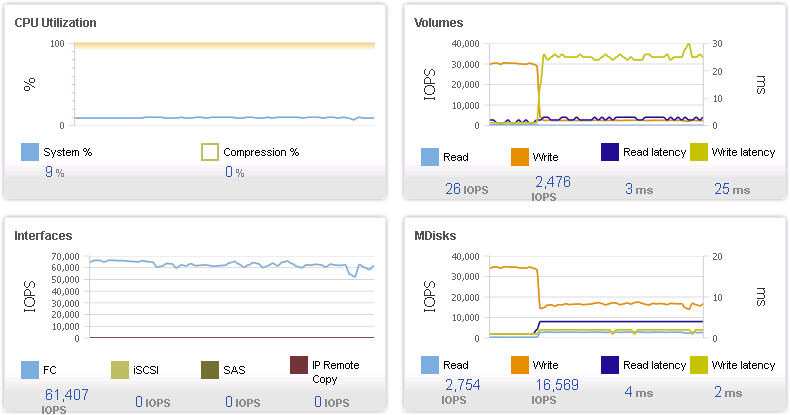 CPU Utilization
100
%
0
System %
Compression %
9 %
0 %
Volumes
40,000 30
30,000
20
20,000
10
10,000
0 0
IOPS
ms
Read Write Read latency Write latency
26 IOPS 2,476 IOPS 3 ms 25 ms
Interfaces
70,000
60,000
50,000
40,000
30,000
20,000
10,000
0
IOPS
FC iSCSI SAS IP Remote Copy
61,407 IOPS 0 IOPS 0 IOPS 0 IOPS
MDisks
40,000 20
30,000
20,000 10
10,000
0 0
IOPS
ms
Read Write Read latency Write latency
2,754 IOPS 16,569 IOPS 4 ms 2 ms